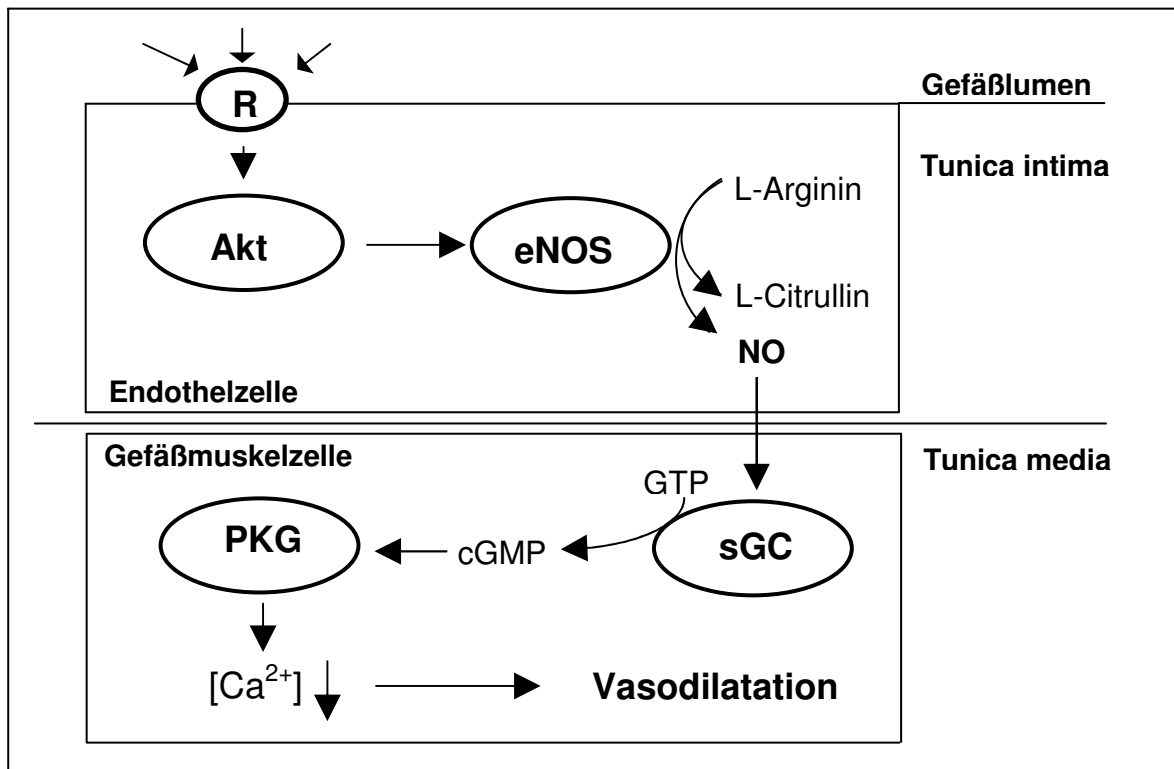 R
Gefäßlumen
Tunica intima
L-Arginin
Akt
eNOS
L-Citrullin
NO
Endothelzelle
Gefäßmuskelzelle
Tunica media
GTP
PKG
cGMP
sGC
[Ca²⁺]
Vasodilatation